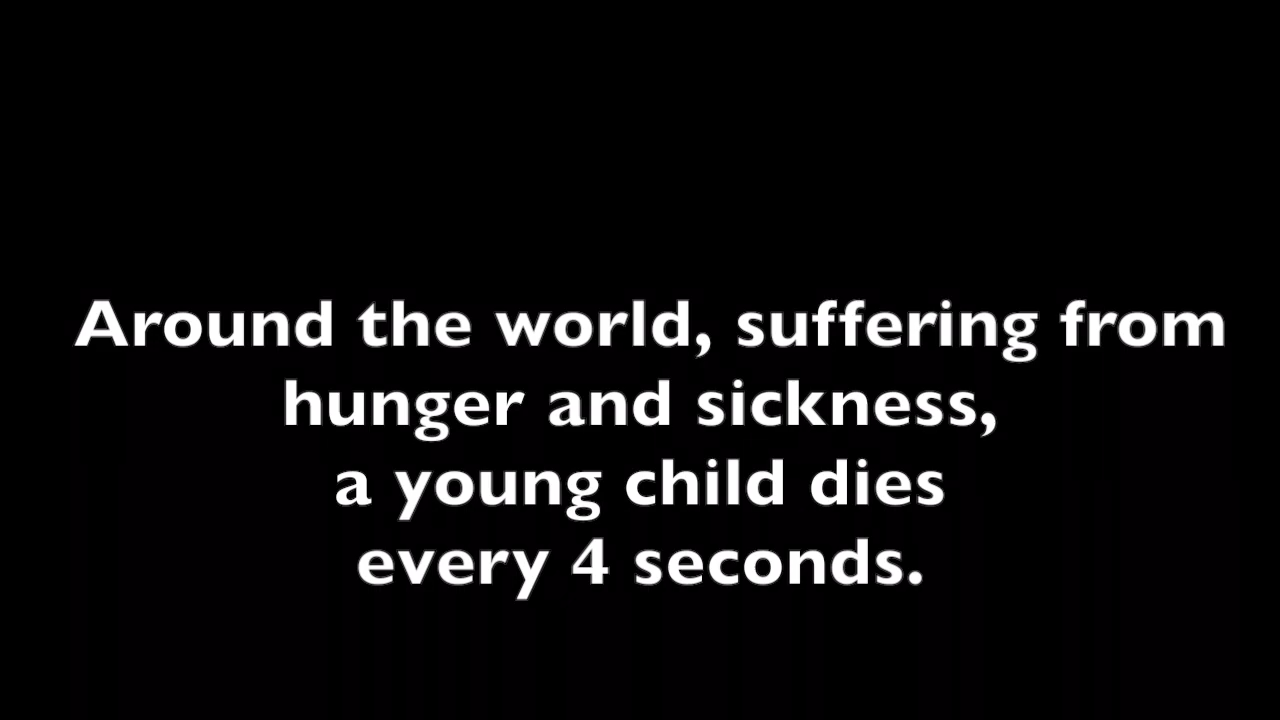 Around the world, suffering from
hunger and sickness,
a young child dies
every 4 seconds.